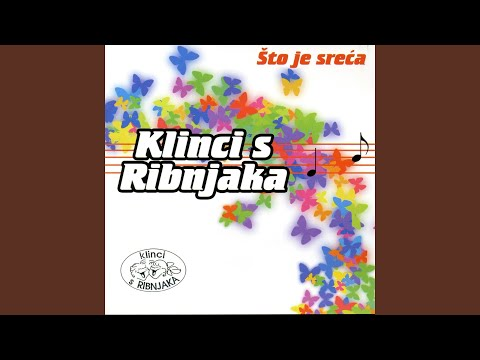 Što je sreća
Klinci s
Ribnjaka
klinci
s RIBNJAKA